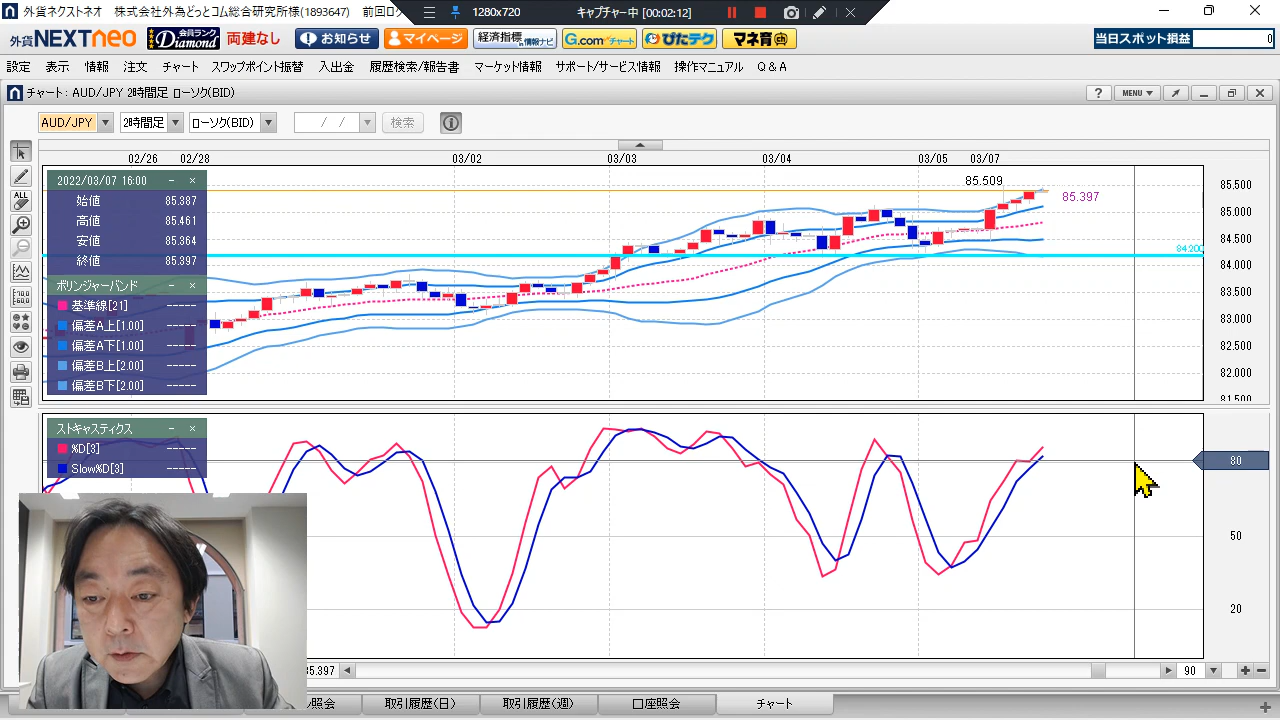 外貨ネクストネオ 株式会社外為どっとコム総合研究所様(1893647) 前回ロ
1280x720 キャプチャー中 [00:02:12]
外貨NEXTneo 会員ランク Diamond 両建なし お知らせ マイページ 経済指標 情報ナビ G.comチャート ぴたテク マネ育 当日スポット損益 0
設定 表示 情報 注文 チャート スワップポイント振替 入出金 履歴検索/報告書 マーケット情報 サポート/サービス情報 操作マニュアル Q&A
チャート : AUD/JPY 2時間足 ローソク(BID) ? MENU
AUD/JPY 2時間足 ローソク(BID) / / 検索
02/26 02/28 03/02 03/03 03/04 03/05 03/07
ALL
2022/03/07 16:00
始値 85.387
高値 85.461
安値 85.364
終値 85.397
ボリンジャーバンド
基準線[21] -----
偏差A上[1.00] -----
偏差A下[1.00] -----
偏差B上[2.00] -----
偏差B下[2.00] -----
85.509
85.397
84.200
85.500
85.000
84.500
84.000
83.500
83.000
82.500
82.000
81.500
ストキャスティクス
%D[3] -----
Slow%D[3] -----
80
50
20
5.397 90
照会 取引履歴(日) 取引履歴(週) 口座照会 チャート